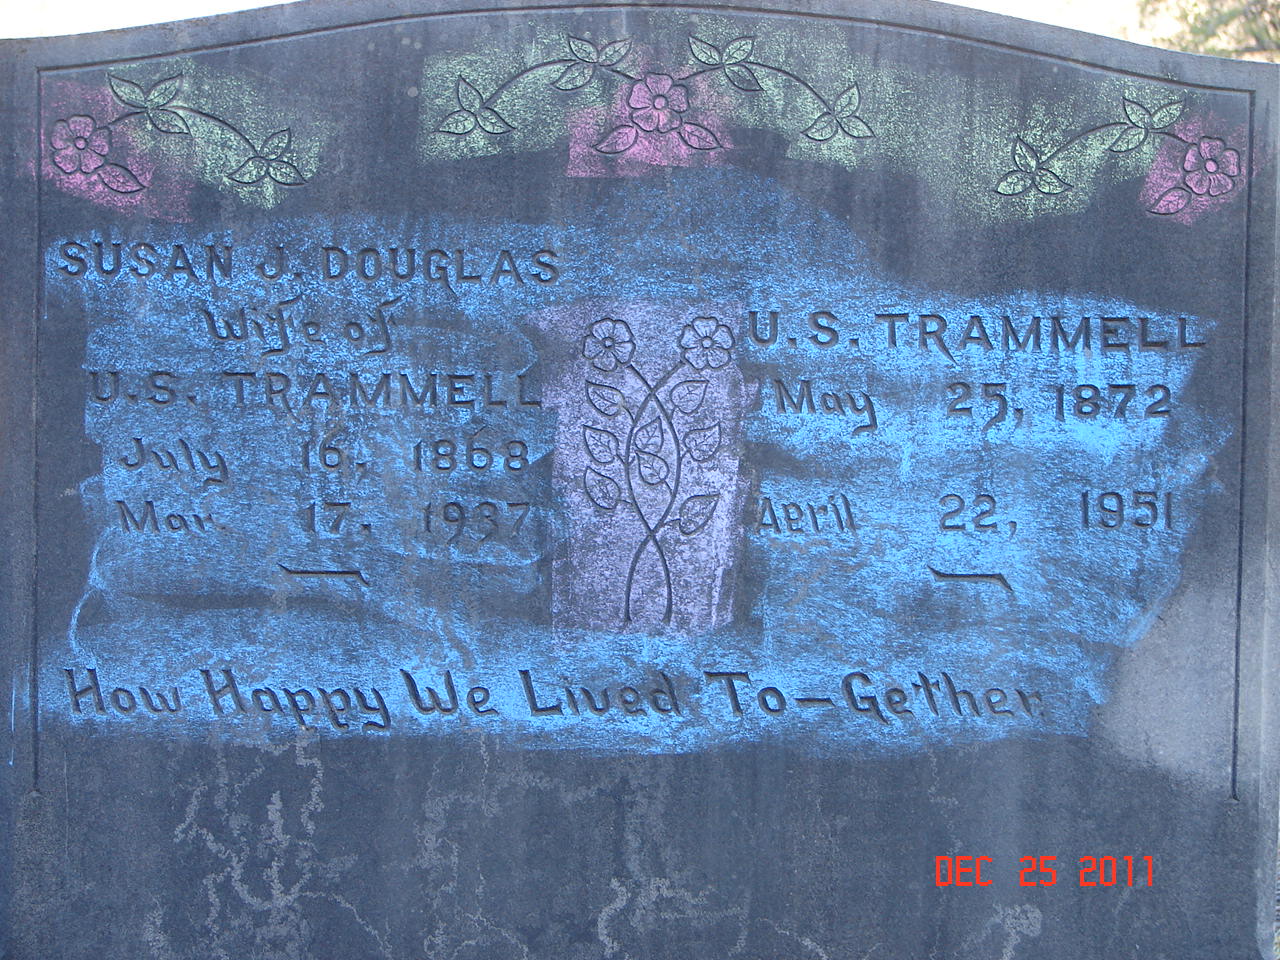 SUSAN J. DOUGLAS
Wife of
U.S. TRAMMELL
July 16, 1868
Mar. 17, 1937
U.S. TRAMMELL
May 25, 1872
April 22, 1951
How Happy We Lived To-Gether
DEC 25 2011